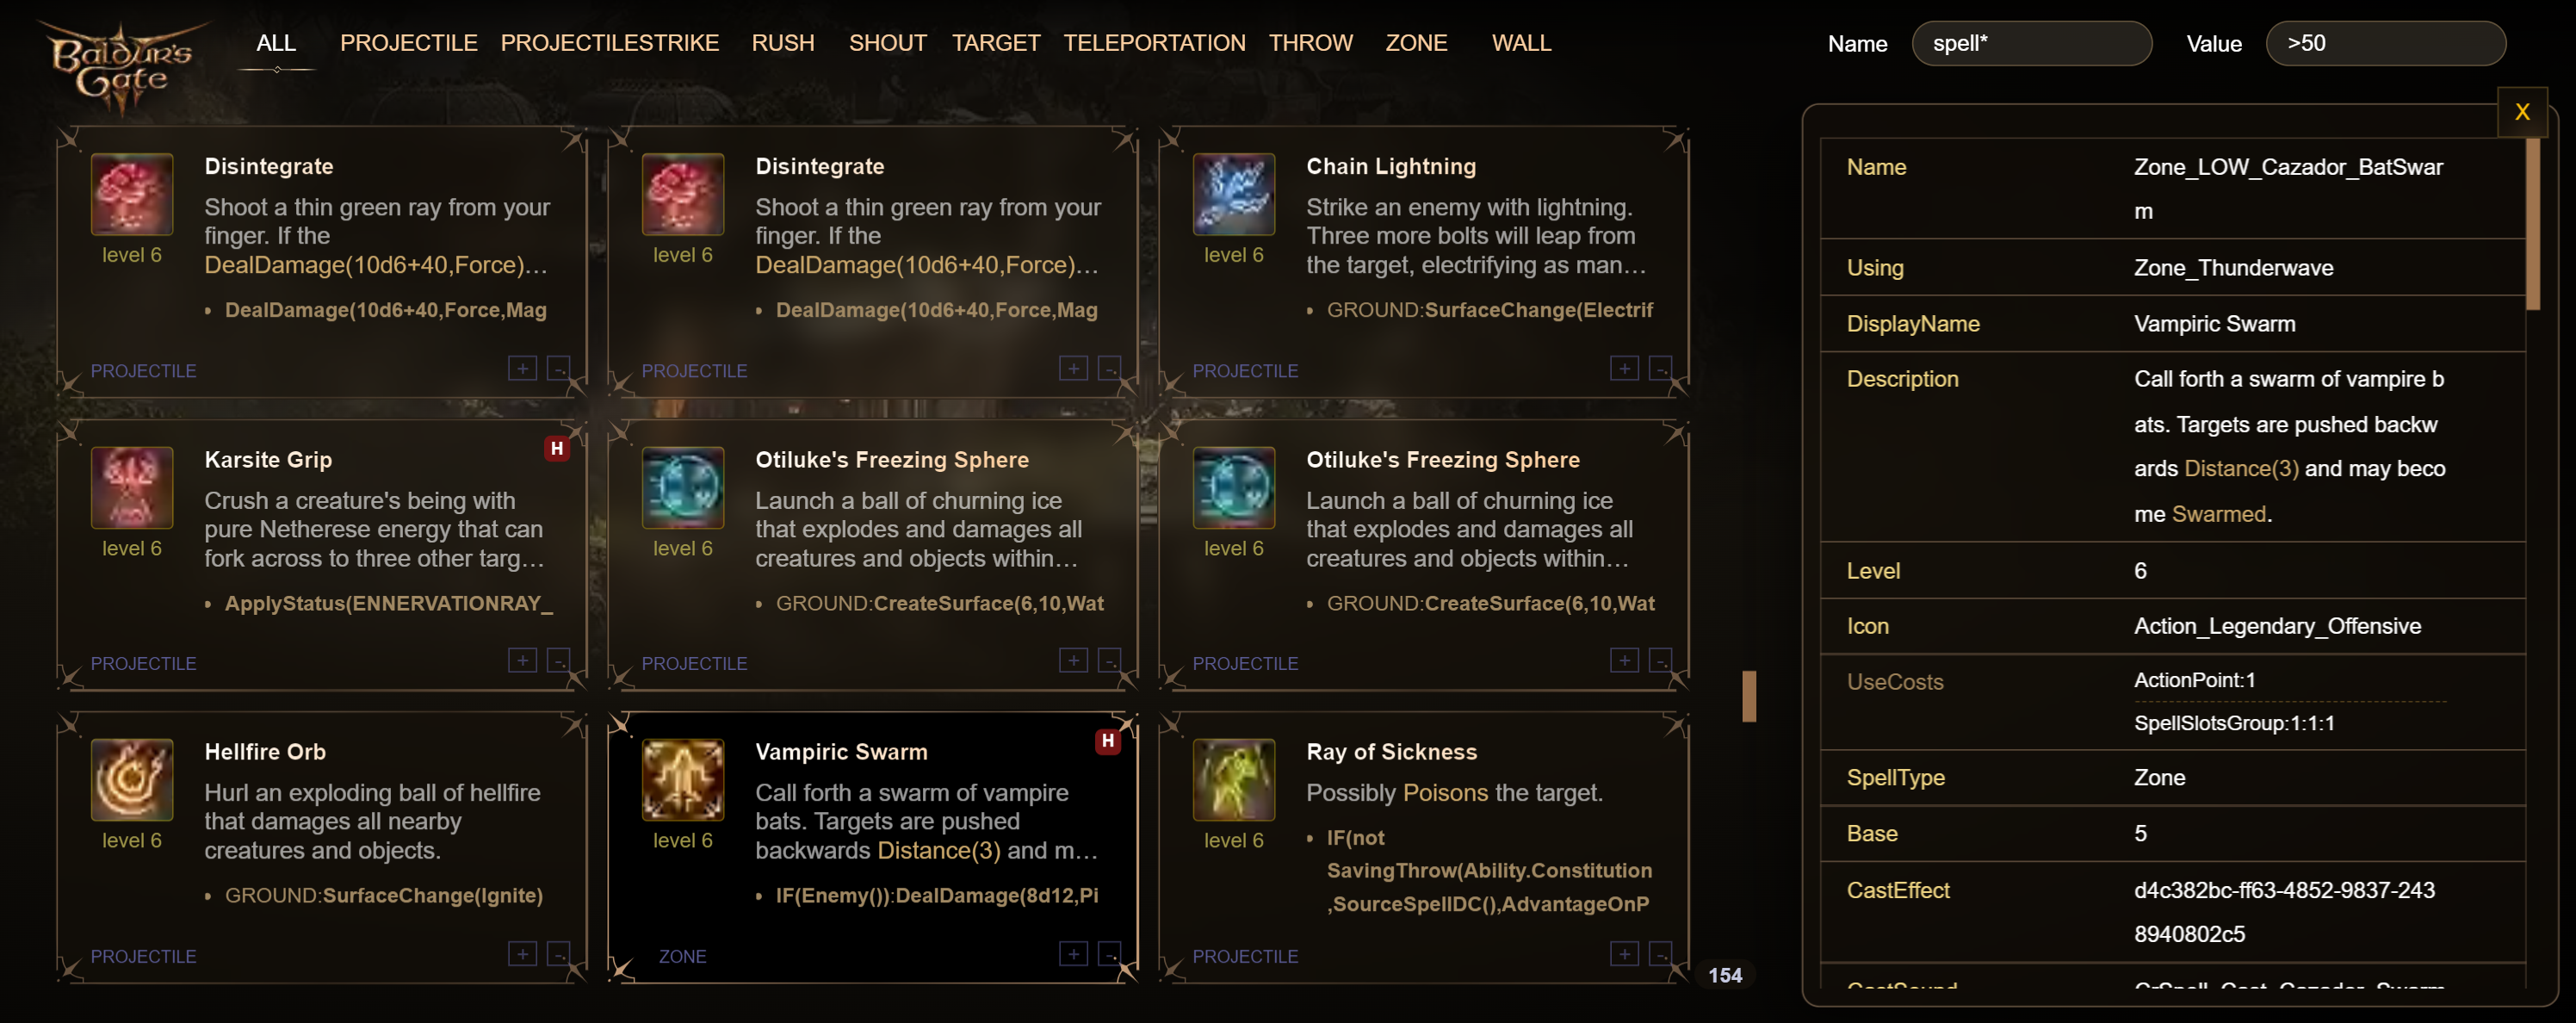 Baldur's
Gate
ALL PROJECTILE PROJECTILESTRIKE RUSH SHOUT TARGET TELEPORTATION THROW ZONE WALL
Name spell* Value >50
Disintegrate
Shoot a thin green ray from your
finger. If the
DealDamage(10d6+40,Force)…
• DealDamage(10d6+40,Force,Mag
level 6
PROJECTILE
+ -.
Disintegrate
Shoot a thin green ray from your
finger. If the
DealDamage(10d6+40,Force)…
• DealDamage(10d6+40,Force,Mag
level 6
PROJECTILE
+ -.
Chain Lightning
Strike an enemy with lightning.
Three more bolts will leap from
the target, electrifying as man…
• GROUND:SurfaceChange(Electrif
level 6
PROJECTILE
+ -.
Karsite Grip
H
Crush a creature's being with
pure Netherese energy that can
fork across to three other targ…
• ApplyStatus(ENNERVATIONRAY_
level 6
PROJECTILE
+ -.
Otiluke's Freezing Sphere
Launch a ball of churning ice
that explodes and damages all
creatures and objects within…
• GROUND:CreateSurface(6,10,Wat
level 6
PROJECTILE
+ -.
Otiluke's Freezing Sphere
Launch a ball of churning ice
that explodes and damages all
creatures and objects within…
• GROUND:CreateSurface(6,10,Wat
level 6
PROJECTILE
+ -.
Hellfire Orb
Hurl an exploding ball of hellfire
that damages all nearby
creatures and objects.
• GROUND:SurfaceChange(Ignite)
level 6
PROJECTILE
+ -.
Vampiric Swarm
H
Call forth a swarm of vampire
bats. Targets are pushed
backwards Distance(3) and m…
• IF(Enemy()):DealDamage(8d12,Pi
level 6
ZONE
+ -.
Ray of Sickness
Possibly Poisons the target.
• IF(not
SavingThrow(Ability.Constitution
,SourceSpellDC(),AdvantageOnP
level 6
PROJECTILE
+ -.
154
X
Name Zone_LOW_Cazador_BatSwar
m
Using Zone_Thunderwave
DisplayName Vampiric Swarm
Description Call forth a swarm of vampire b
ats. Targets are pushed backw
ards Distance(3) and may beco
me Swarmed.
Level 6
Icon Action_Legendary_Offensive
UseCosts ActionPoint:1
SpellSlotsGroup:1:1:1
SpellType Zone
Base 5
CastEffect d4c382bc-ff63-4852-9837-243
8940802c5
CastSound CrSpell_Cast_Cazador_Swarm